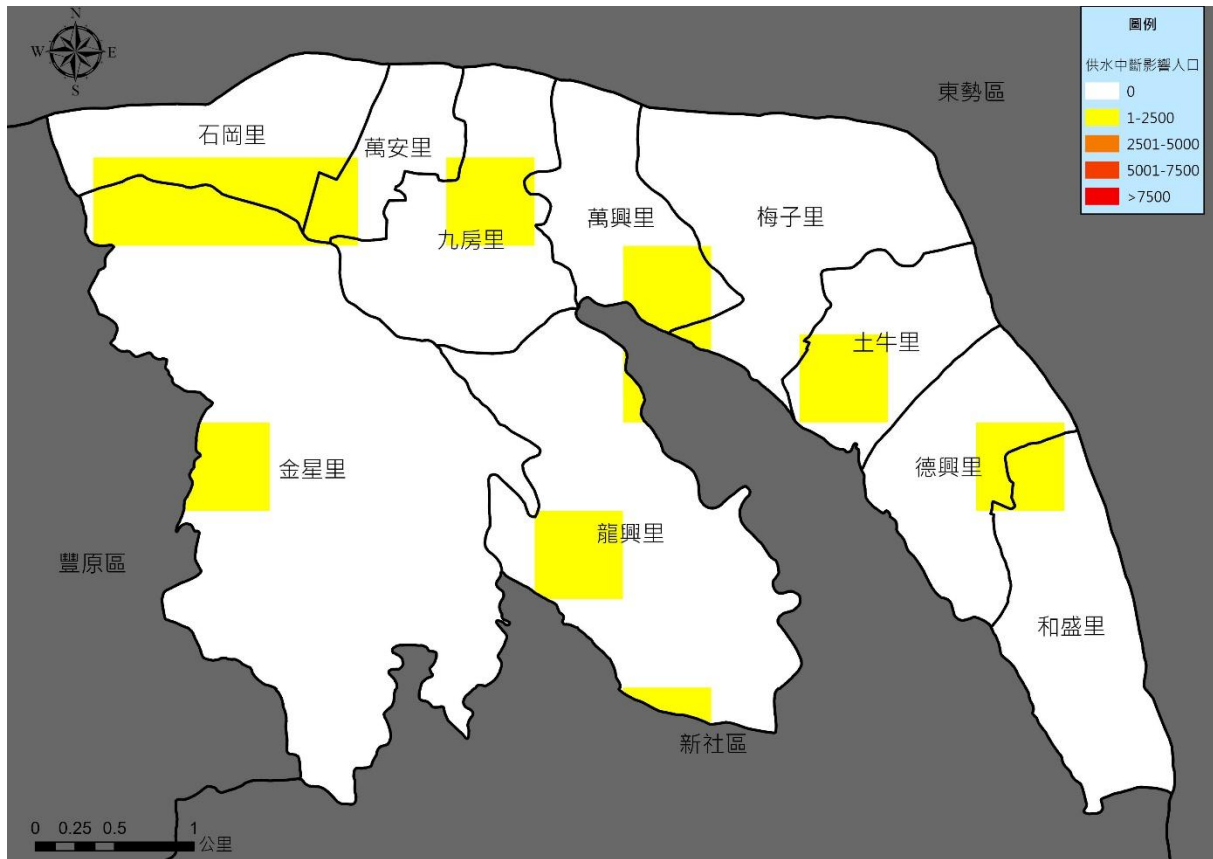 N
W E
S
圖例
供水中斷影響人口
0
1-2500
2501-5000
5001-7500
>7500
東勢區
石岡里
萬安里
九房里
萬興里
梅子里
土牛里
金星里
龍興里
德興里
和盛里
豐原區
新社區
0 0.25 0.5 1
公里